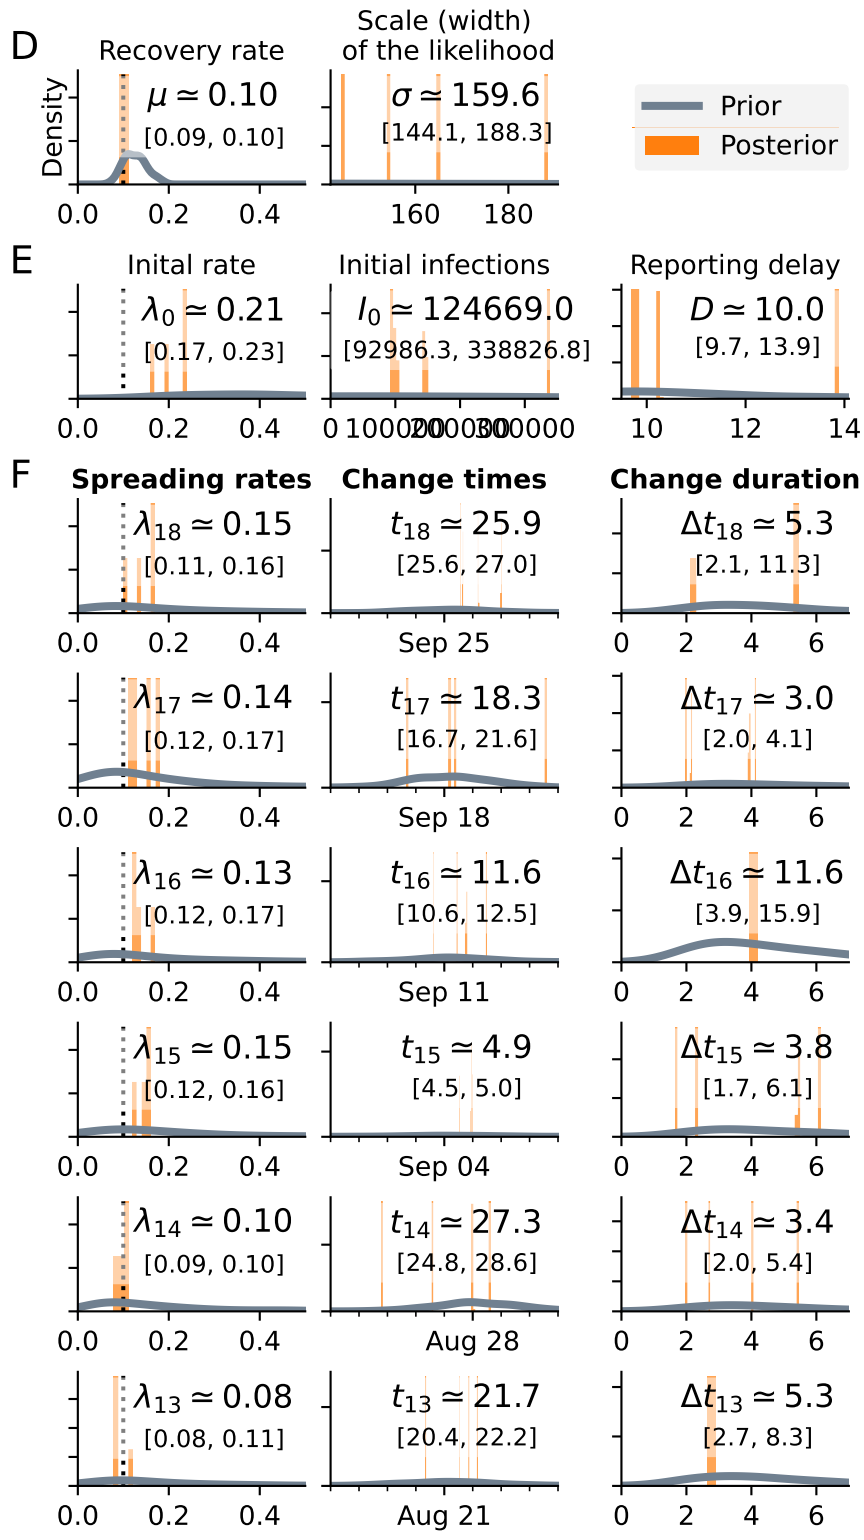 D
Recovery rate
Scale (width)
of the likelihood
Density
μ ≃ 0.10
[0.09, 0.10]
0.0 0.2 0.4
σ ≃ 159.6
[144.1, 188.3]
160 180
Prior
Posterior
E
Inital rate
λ0 ≃ 0.21
[0.17, 0.23]
0.0 0.2 0.4
Initial infections
I0 ≃ 124669.0
[92986.3, 338826.8]
0 100000 200000 300000
Reporting delay
D ≃ 10.0
[9.7, 13.9]
10 12 14
F
Spreading rates Change times Change duration
λ18 ≃ 0.15
[0.11, 0.16]
0.0 0.2 0.4
t18 ≃ 25.9
[25.6, 27.0]
Sep 25
Δt18 ≃ 5.3
[2.1, 11.3]
0 2 4 6
λ17 ≃ 0.14
[0.12, 0.17]
0.0 0.2 0.4
t17 ≃ 18.3
[16.7, 21.6]
Sep 18
Δt17 ≃ 3.0
[2.0, 4.1]
0 2 4 6
λ16 ≃ 0.13
[0.12, 0.17]
0.0 0.2 0.4
t16 ≃ 11.6
[10.6, 12.5]
Sep 11
Δt16 ≃ 11.6
[3.9, 15.9]
0 2 4 6
λ15 ≃ 0.15
[0.12, 0.16]
0.0 0.2 0.4
t15 ≃ 4.9
[4.5, 5.0]
Sep 04
Δt15 ≃ 3.8
[1.7, 6.1]
0 2 4 6
λ14 ≃ 0.10
[0.09, 0.10]
0.0 0.2 0.4
t14 ≃ 27.3
[24.8, 28.6]
Aug 28
Δt14 ≃ 3.4
[2.0, 5.4]
0 2 4 6
λ13 ≃ 0.08
[0.08, 0.11]
0.0 0.2 0.4
t13 ≃ 21.7
[20.4, 22.2]
Aug 21
Δt13 ≃ 5.3
[2.7, 8.3]
0 2 4 6